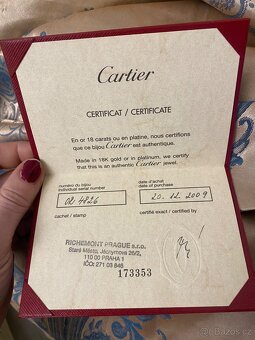 Cartier
CERTIFICAT / CERTIFICATE
En or 18 carats ou en platine, nous certifions
que ce bijou Cartier est authentique.
Made in 18K gold or in platinum, we certify
that this is an authentic Cartier jewel.
numéro du bijou
individual serial number
date d'achat
date of purchase
20.12.2009
cachet / stamp
certifié exact / certified by
RICHEMONT PRAGUE s.r.o.
Staré Město, Jáchymova 26/2,
110 00 PRAHA 1
IČO: 271 03 846
173353
bazos.cz